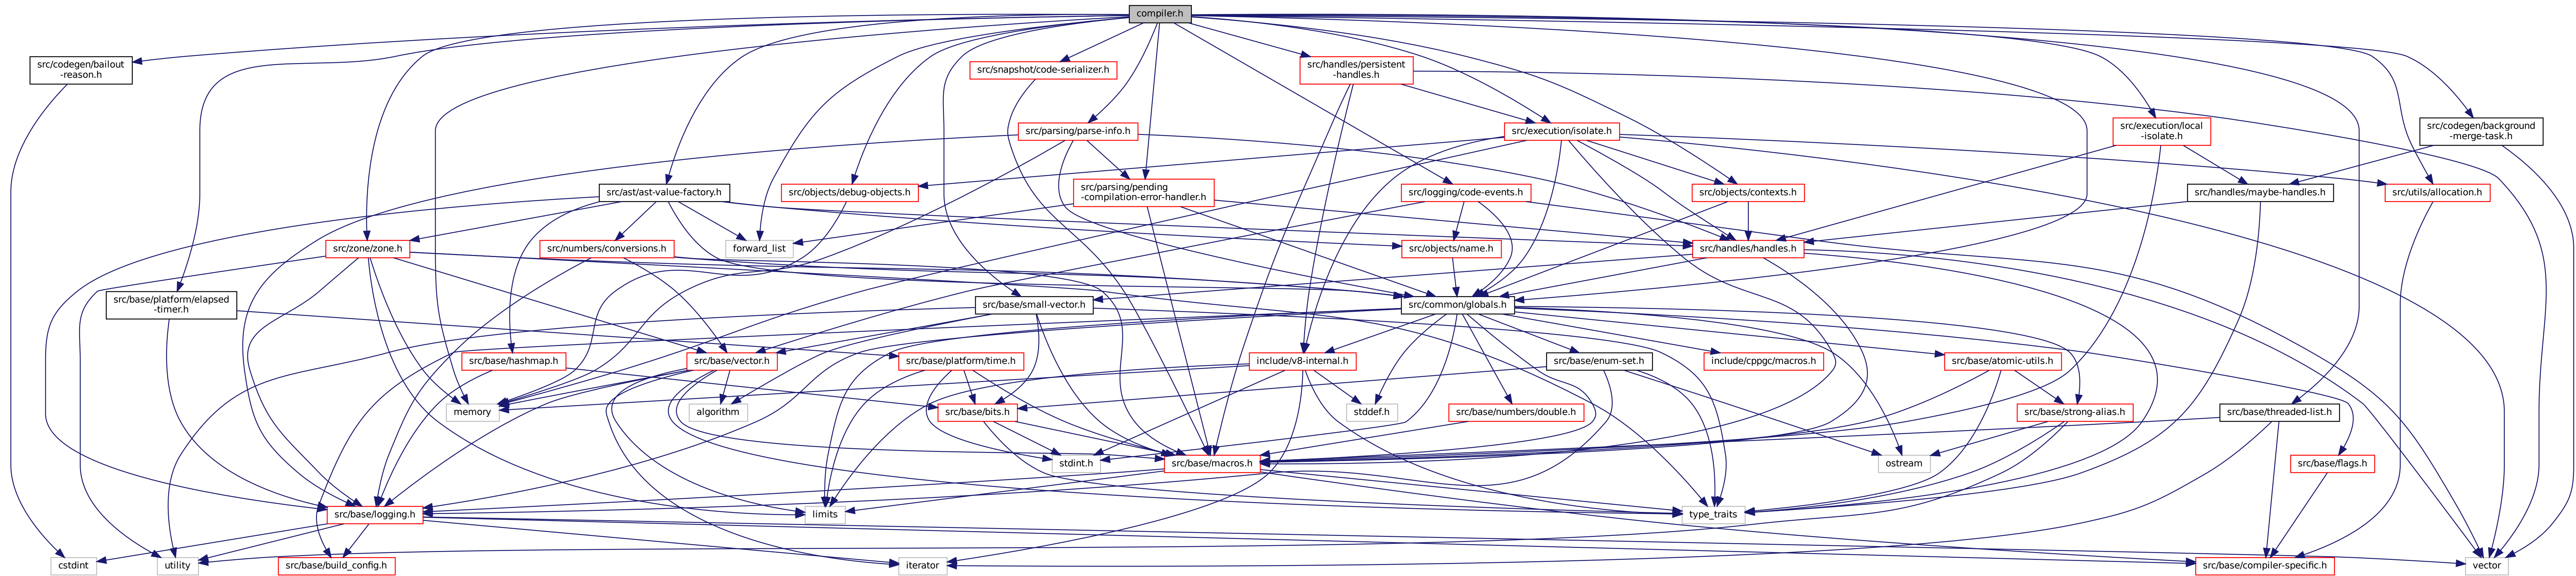 compiler.h
src/codegen/bailout
-reason.h
src/snapshot/code-serializer.h
src/handles/persistent
-handles.h
src/parsing/parse-info.h
src/execution/isolate.h
src/execution/local
-isolate.h
src/codegen/background
-merge-task.h
src/ast/ast-value-factory.h
src/objects/debug-objects.h
src/parsing/pending
-compilation-error-handler.h
src/logging/code-events.h
src/objects/contexts.h
src/handles/maybe-handles.h
src/utils/allocation.h
src/zone/zone.h
src/numbers/conversions.h
forward_list
src/objects/name.h
src/handles/handles.h
src/base/platform/elapsed
-timer.h
src/base/small-vector.h
src/common/globals.h
src/base/hashmap.h
src/base/vector.h
src/base/platform/time.h
include/v8-internal.h
src/base/enum-set.h
include/cppgc/macros.h
src/base/atomic-utils.h
memory
algorithm
src/base/bits.h
stddef.h
src/base/numbers/double.h
src/base/strong-alias.h
src/base/threaded-list.h
stdint.h
src/base/macros.h
ostream
src/base/flags.h
src/base/logging.h
limits
type_traits
cstdint
utility
src/base/build_config.h
iterator
src/base/compiler-specific.h
vector